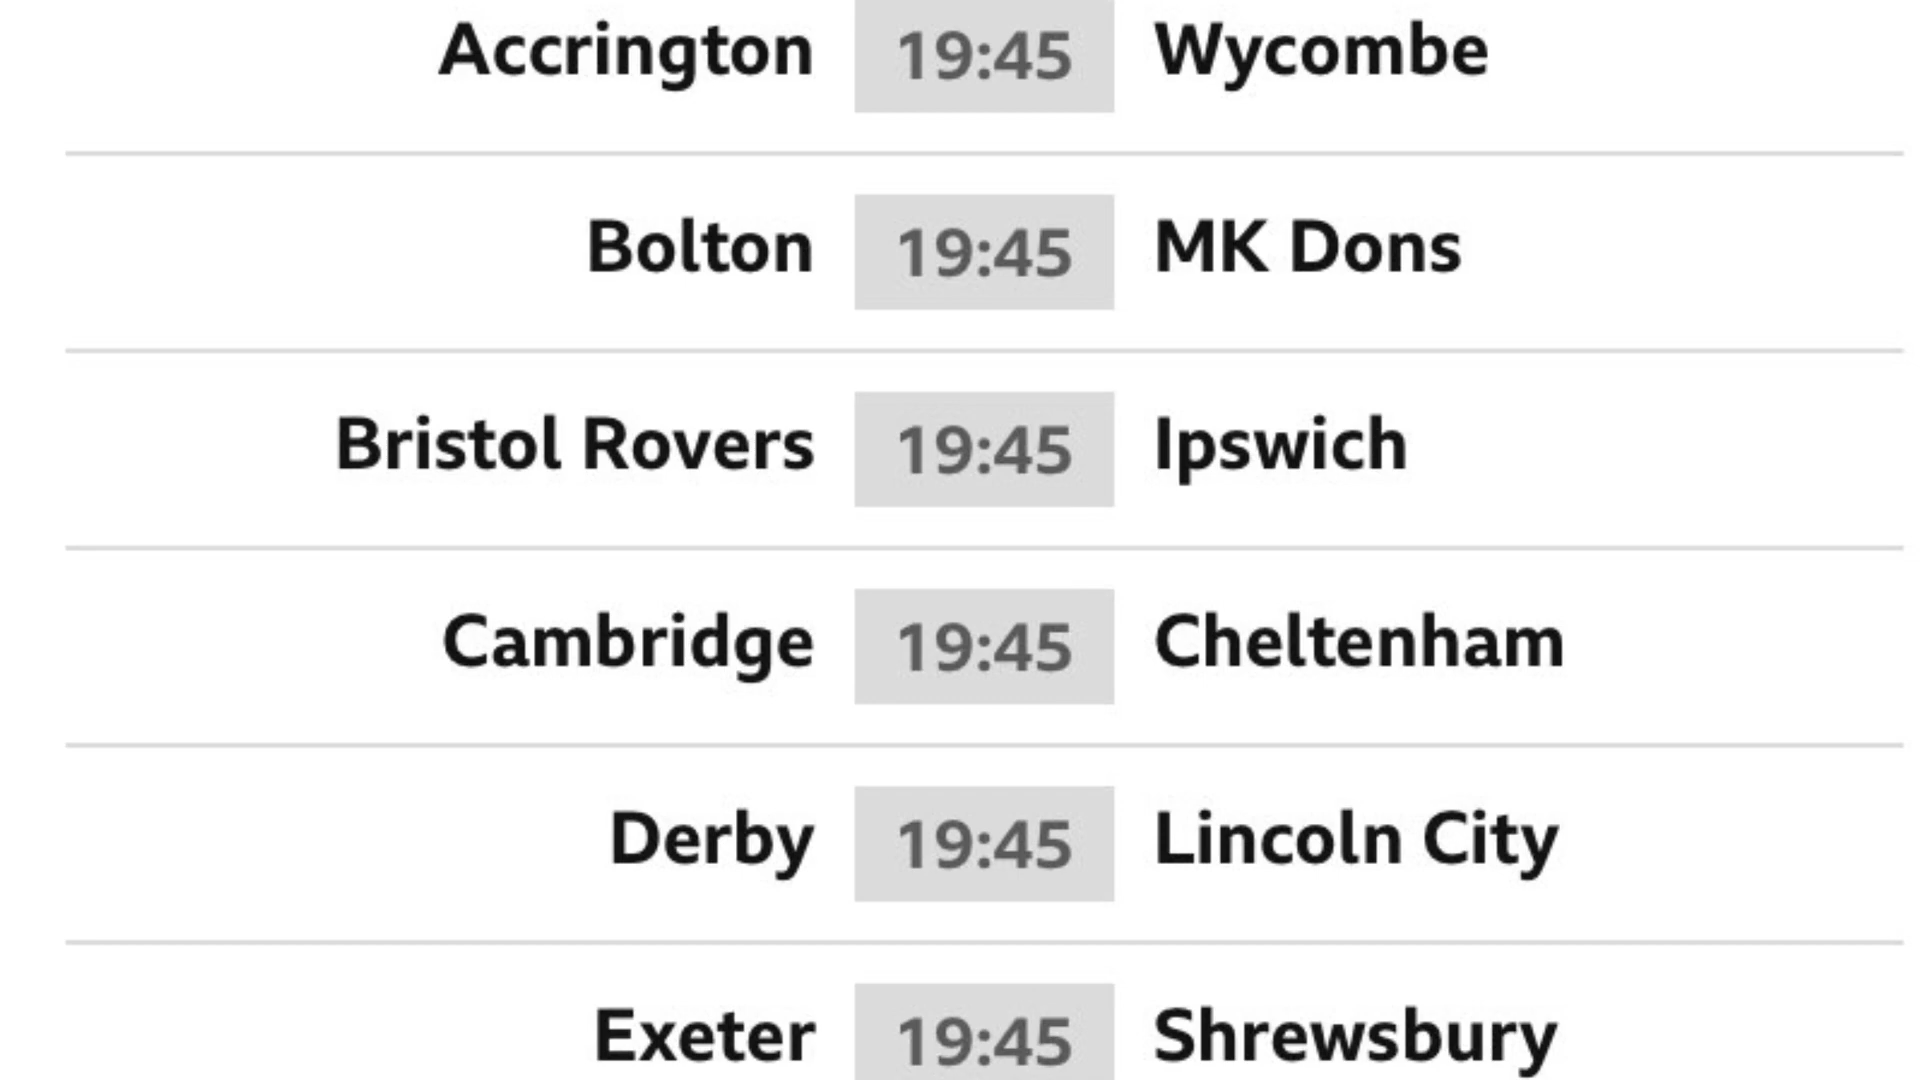 Accrington 19:45 Wycombe
Bolton 19:45 MK Dons
Bristol Rovers 19:45 Ipswich
Cambridge 19:45 Cheltenham
Derby 19:45 Lincoln City
Exeter 19:45 Shrewsbury